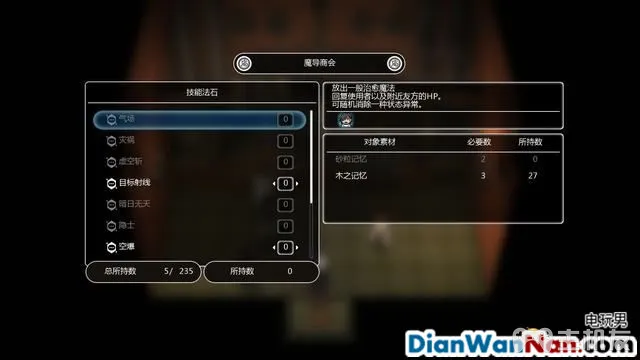 魔导商会
技能法石
气场 0
灾祸 0
虚空斩 0
目标射线 0
暗日无天 0
隐士 0
空爆 0
总所持数 5/ 235
所持数 0
放出一股治愈魔法
回复使用者以及附近友方的HP。
可随机消除一种状态异常。
对象素材 必要数 所持数
砂粒记忆 2 0
木之记忆 3 27
电玩男
DianWanNan.com